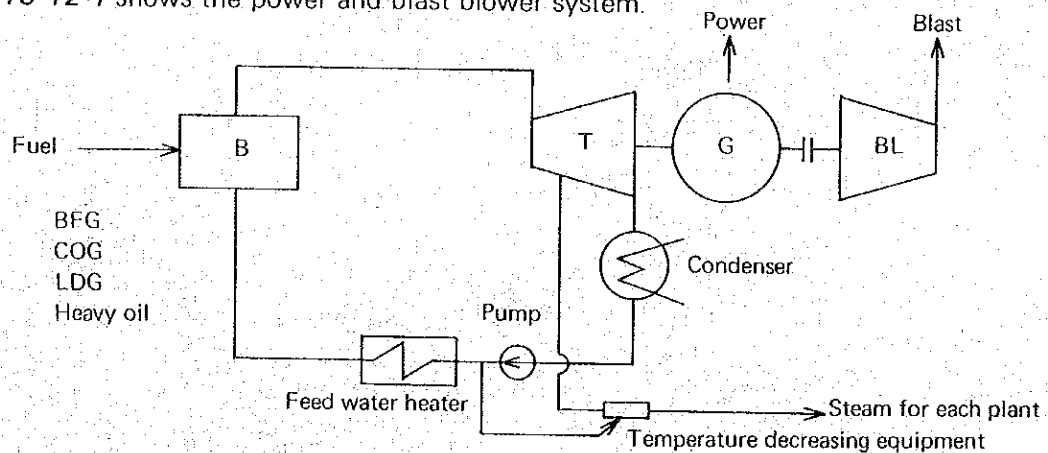 shows the power and blast blower system.
Power
Blast
Fuel
B
T
G
BL
BFG
COG
LDG
Heavy oil
Condenser
Pump
Feed water heater
Steam for each plant
Temperature decreasing equipment